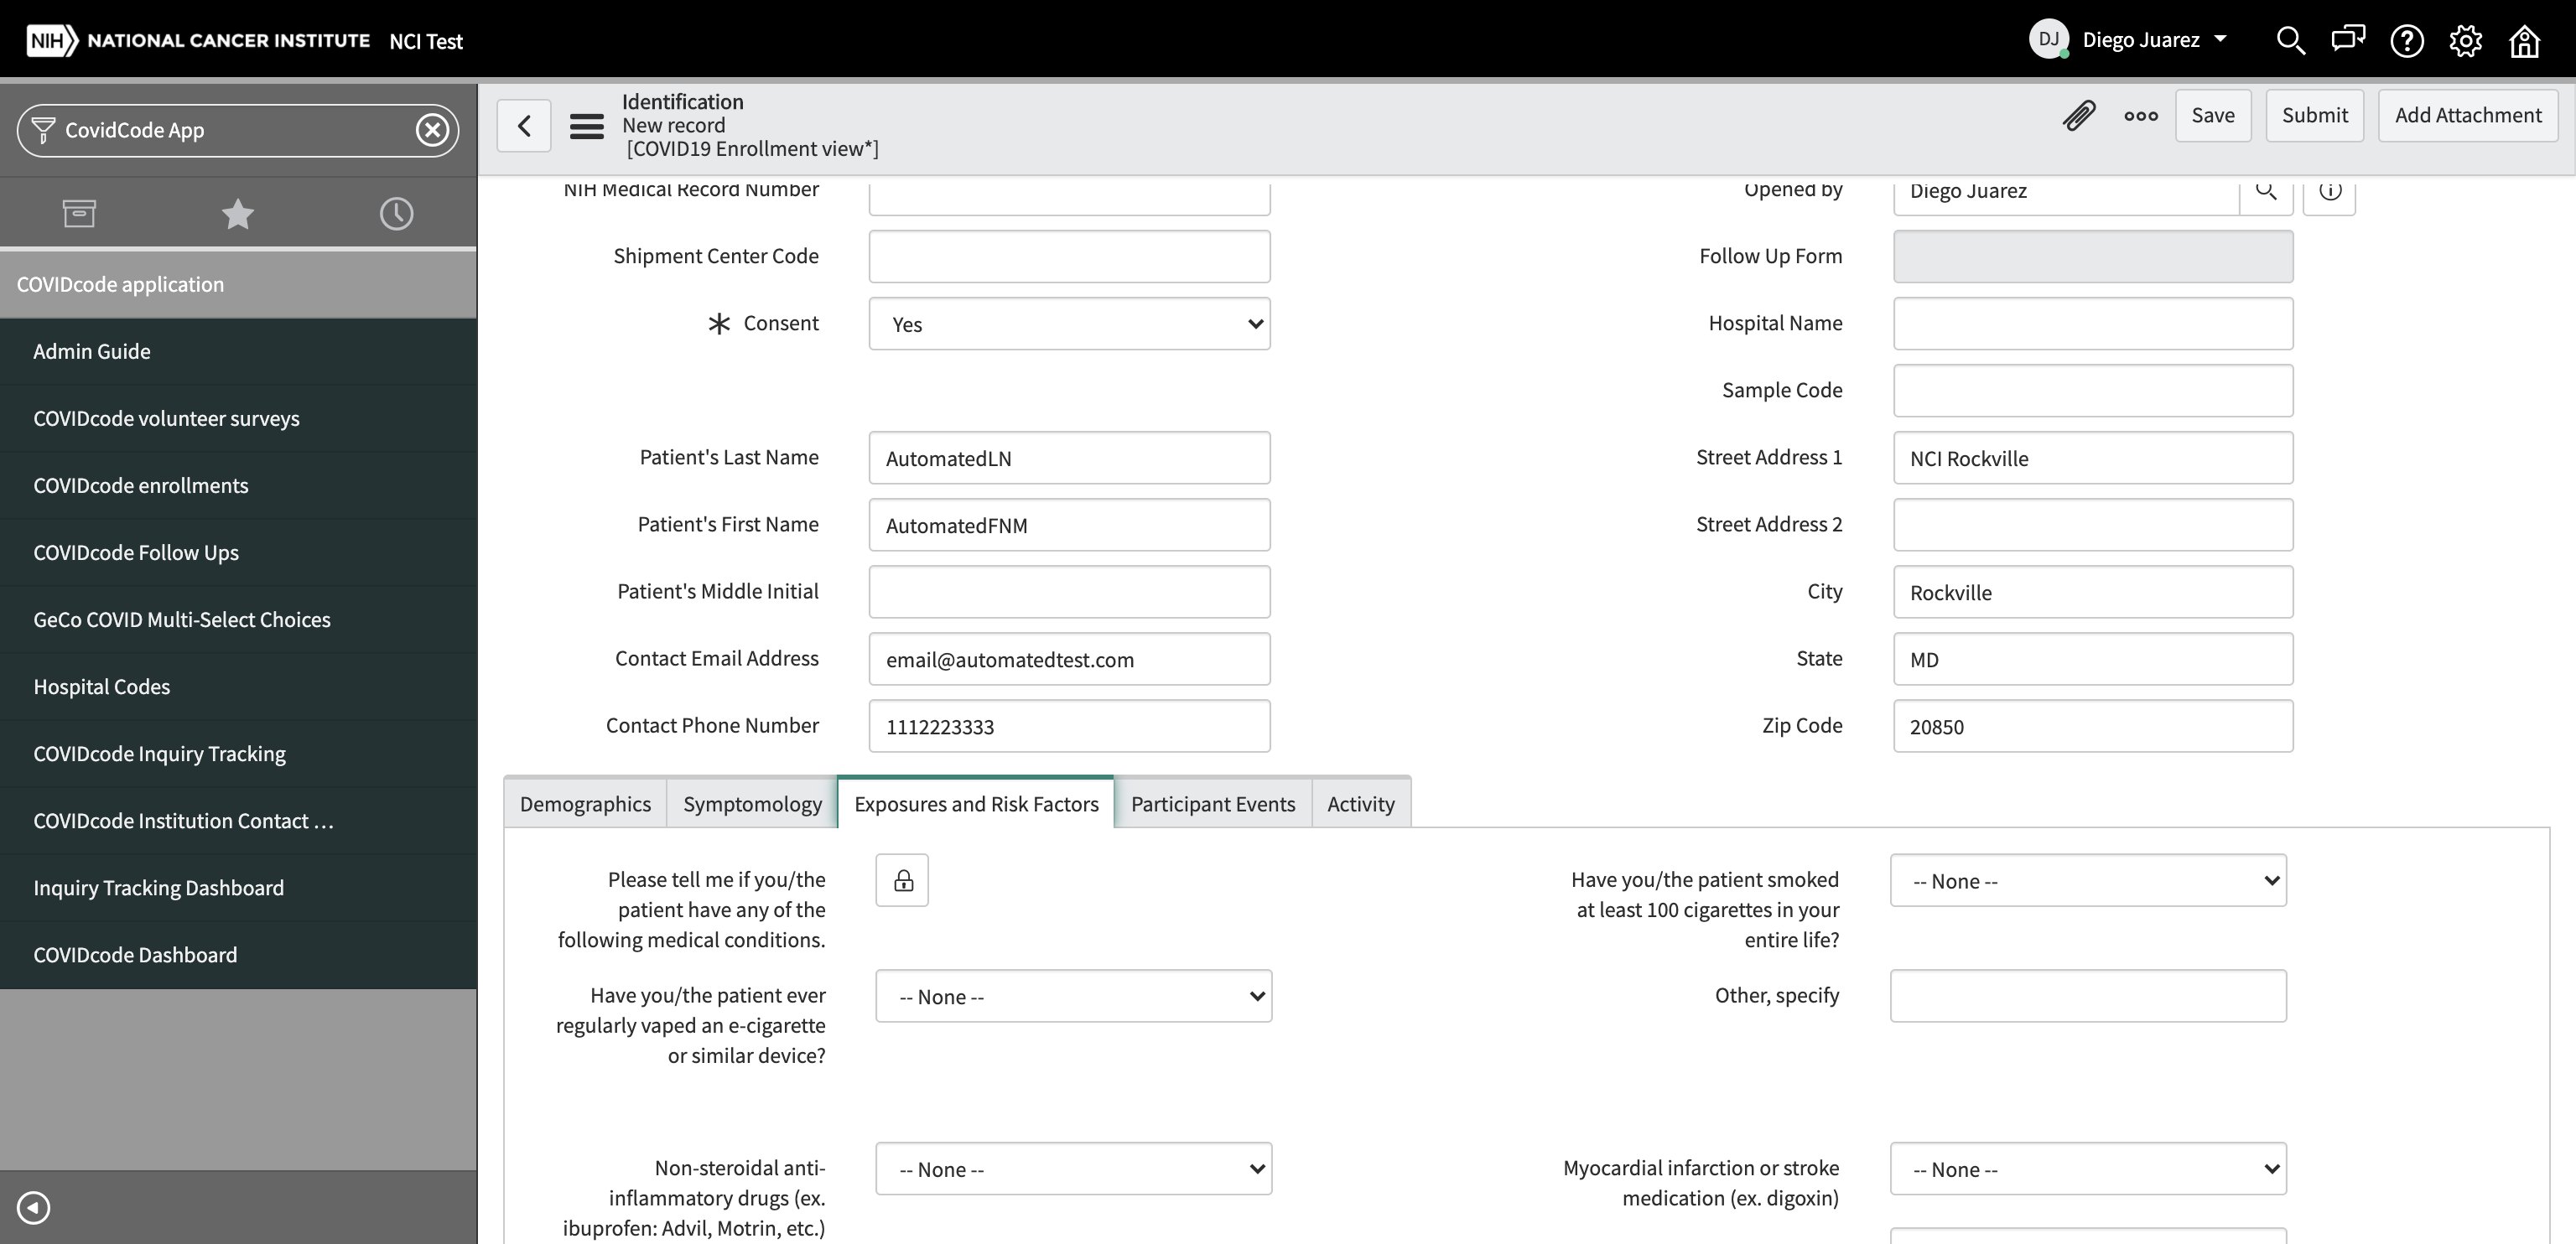 NIH NATIONAL CANCER INSTITUTE NCI Test
DJ Diego Juarez
CovidCode App
Identification
New record
[COVID19 Enrollment view*]
Save
Submit
Add Attachment
COVIDcode application
Admin Guide
COVIDcode volunteer surveys
COVIDcode enrollments
COVIDcode Follow Ups
GeCo COVID Multi-Select Choices
Hospital Codes
COVIDcode Inquiry Tracking
COVIDcode Institution Contact ...
Inquiry Tracking Dashboard
COVIDcode Dashboard
NIH Medical Record Number
Shipment Center Code
Consent Yes
Patient's Last Name AutomatedLN
Patient's First Name AutomatedFNM
Patient's Middle Initial
Contact Email Address email@automatedtest.com
Contact Phone Number 1112223333
Opened by Diego Juarez
Follow Up Form
Hospital Name
Sample Code
Street Address 1 NCI Rockville
Street Address 2
City Rockville
State MD
Zip Code 20850
Demographics Symptomology Exposures and Risk Factors Participant Events Activity
Please tell me if you/the
patient have any of the
following medical conditions.
Have you/the patient smoked
at least 100 cigarettes in your
entire life?
-- None --
Have you/the patient ever
regularly vaped an e-cigarette
or similar device?
-- None --
Other, specify
Non-steroidal anti-
inflammatory drugs (ex.
ibuprofen: Advil, Motrin, etc.)
-- None --
Myocardial infarction or stroke
medication (ex. digoxin)
-- None --